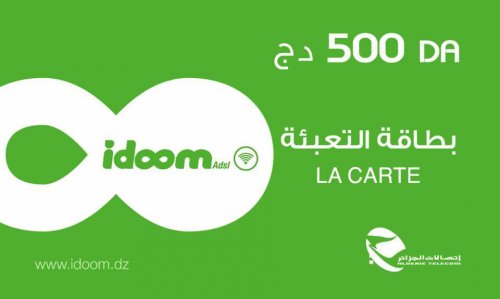 500 DA دج
idoom Adsl
بطاقة التعبئة
LA CARTE
إتصالات الجزائر
ALGERIE TELECOM
www.idoom.dz